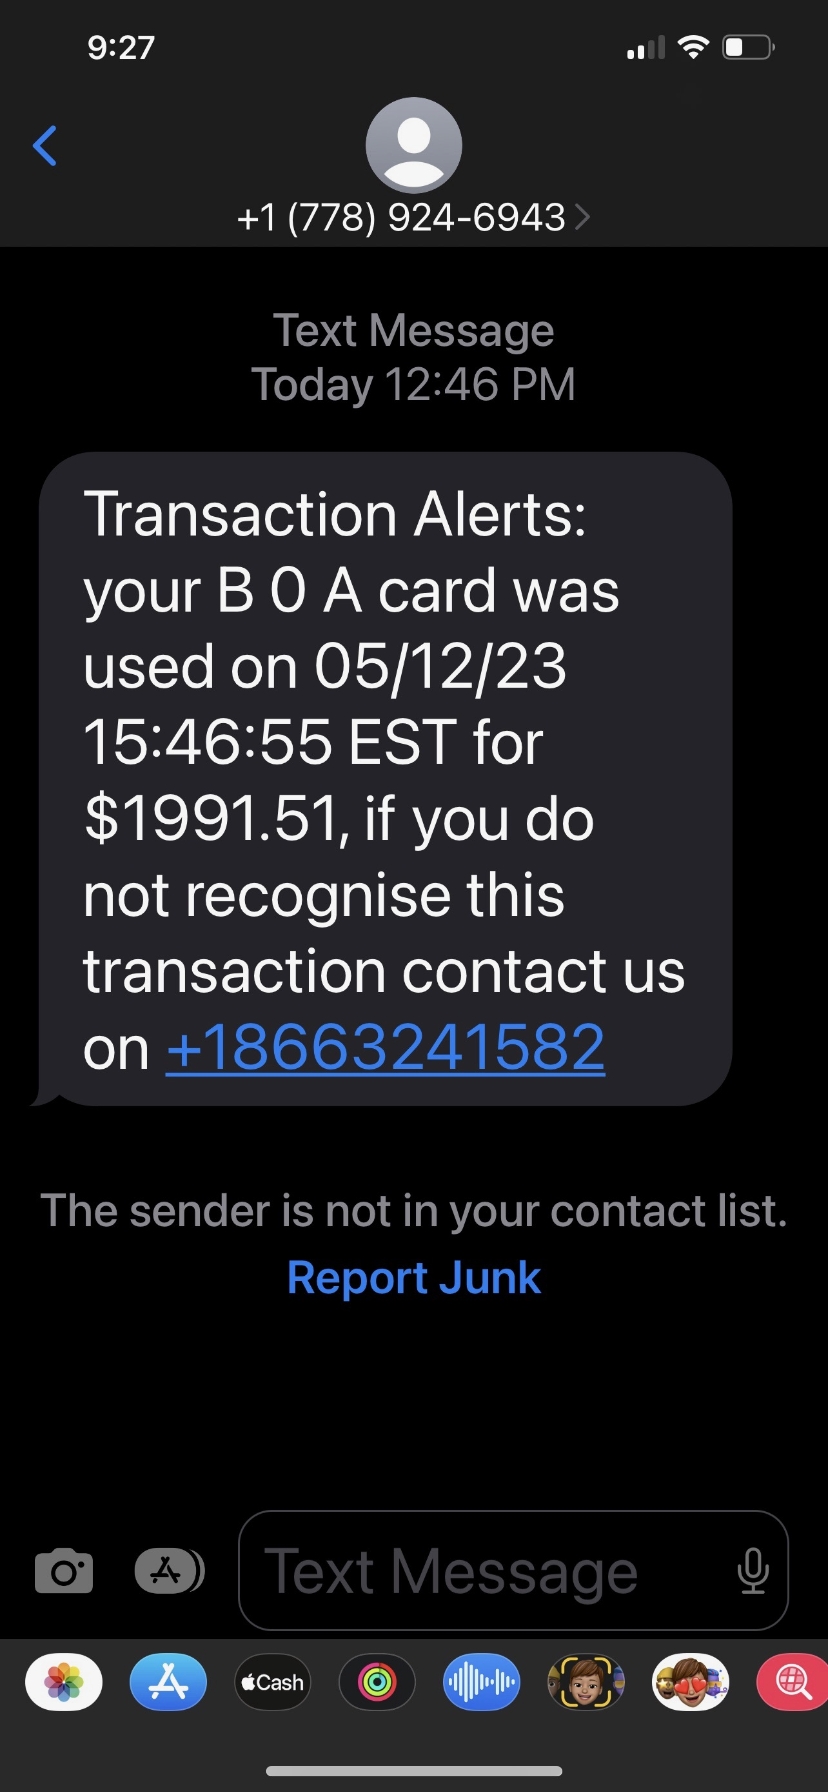 9:27
+1 (778) 924-6943
Text Message
Today 12:46 PM
Transaction Alerts:
your B 0 A card was
used on 05/12/23
15:46:55 EST for
$1991.51, if you do
not recognise this
transaction contact us
on +18663241582
The sender is not in your contact list.
Report Junk
Text Message
Cash